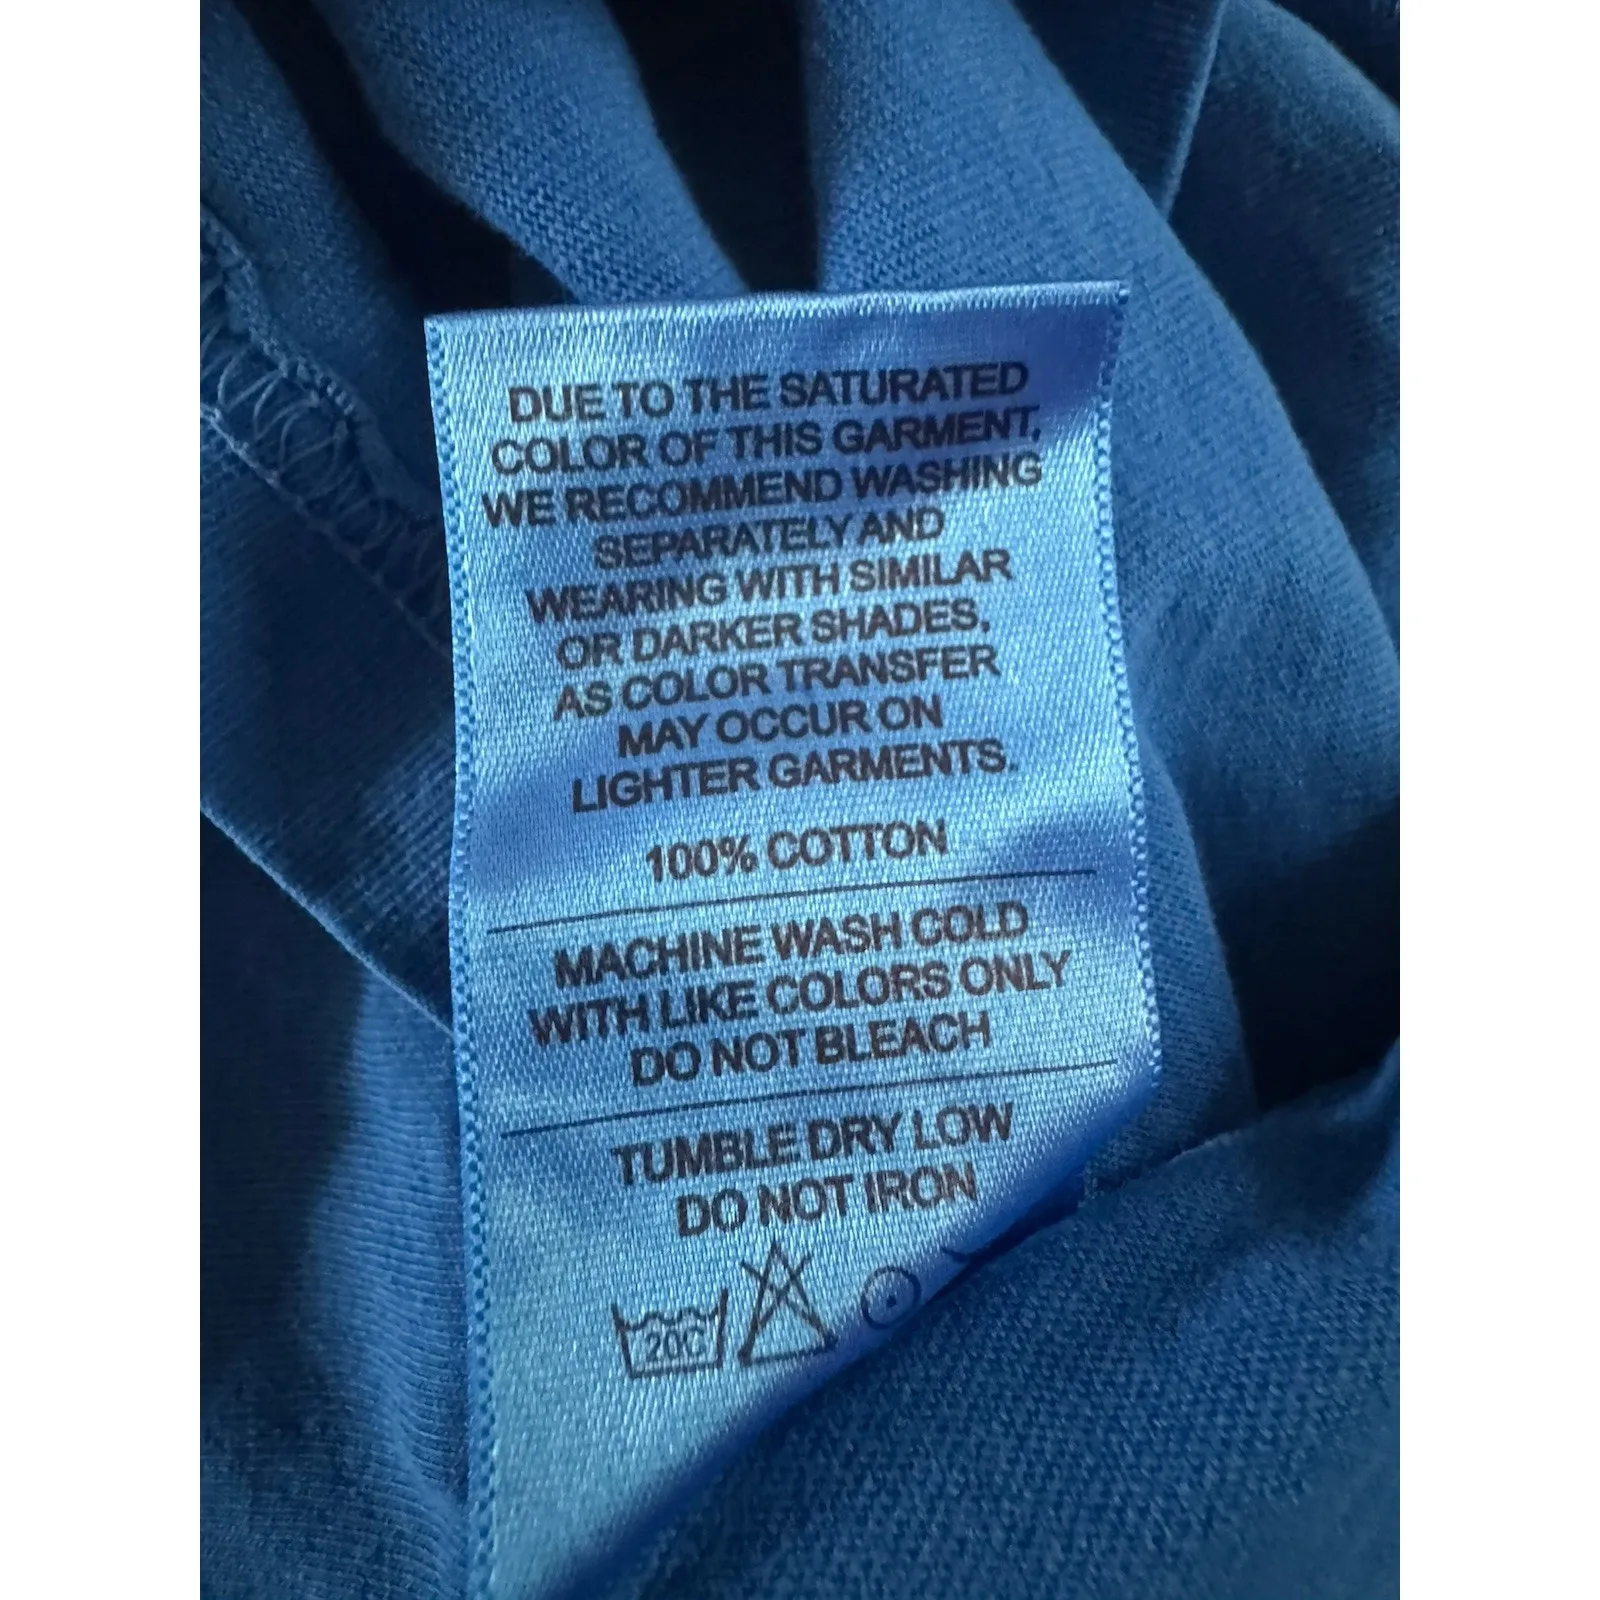 DUE TO THE SATURATED
COLOR OF THIS GARMENT,
WE RECOMMEND WASHING
SEPARATELY AND
WEARING WITH SIMILAR
OR DARKER SHADES,
AS COLOR TRANSFER
MAY OCCUR ON
LIGHTER GARMENTS.
100% COTTON
MACHINE WASH COLD
WITH LIKE COLORS ONLY
DO NOT BLEACH
TUMBLE DRY LOW
DO NOT IRON
20C